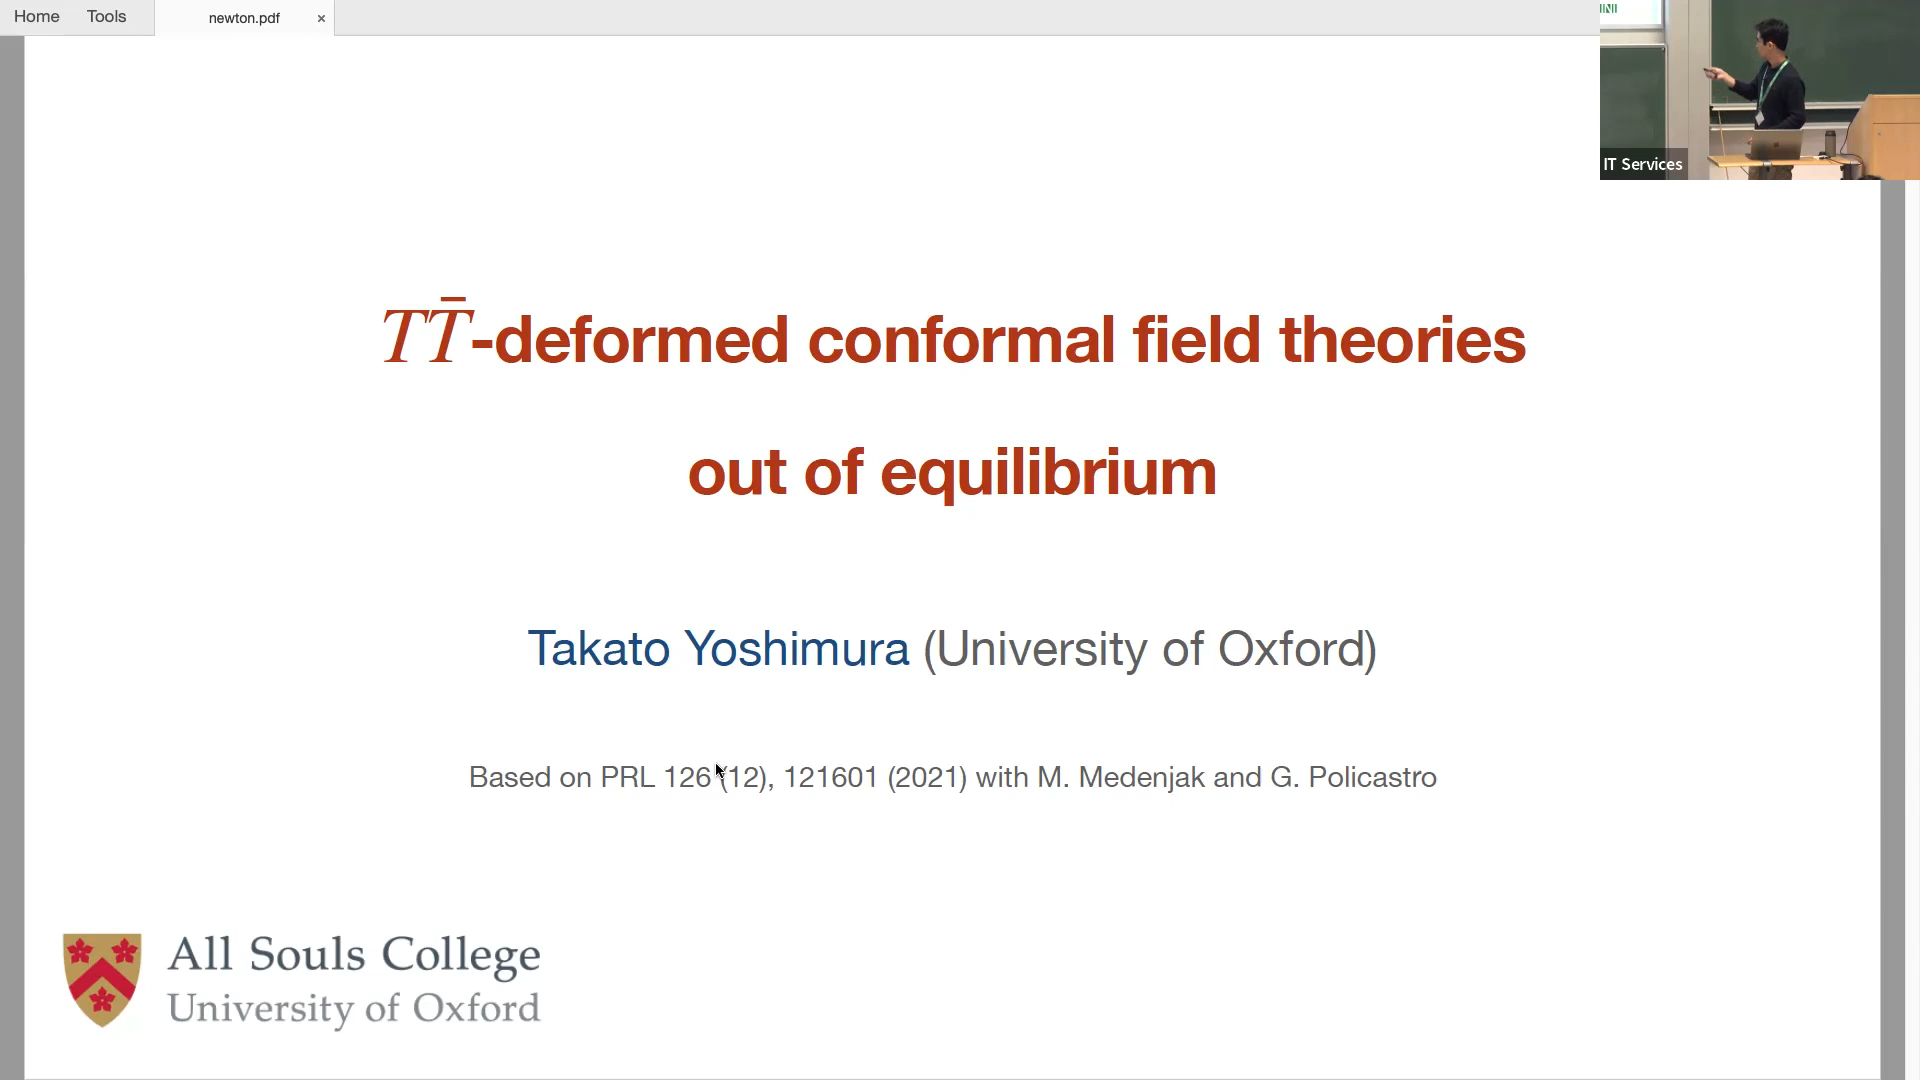 Home Tools newton.pdf ×
IT Services
TT̄-deformed conformal field theories
out of equilibrium
Takato Yoshimura (University of Oxford)
Based on PRL 126 (12), 121601 (2021) with M. Medenjak and G. Policastro
All Souls College
University of Oxford